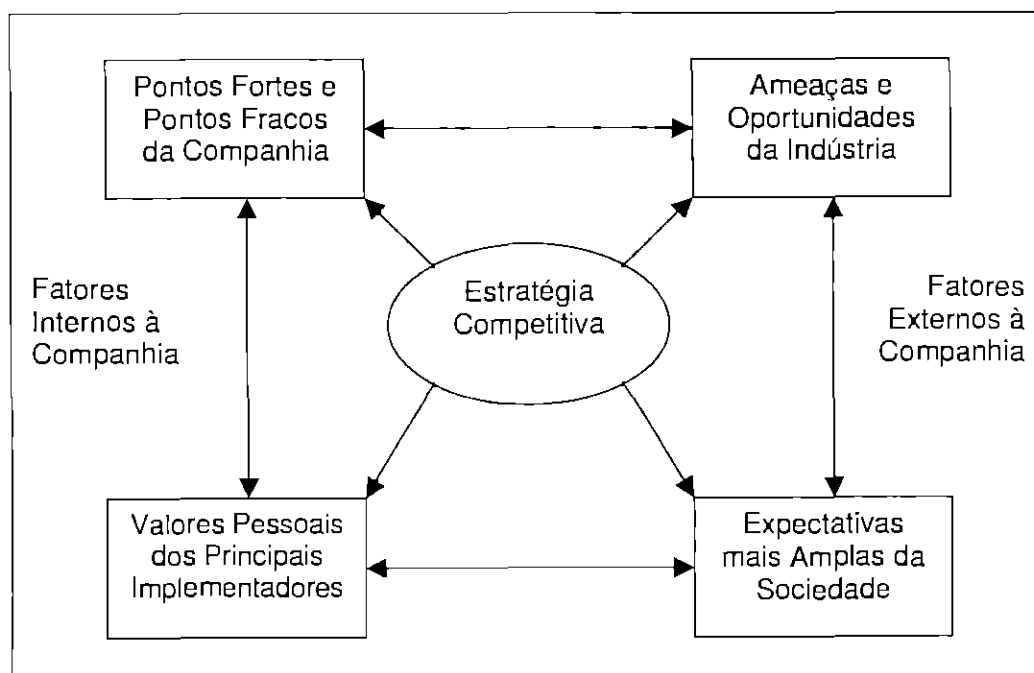 Pontos Fortes e
Pontos Fracos
da Companhia
Ameaças e
Oportunidades
da Indústria
Fatores
Internos à
Companhia
Estratégia
Competitiva
Fatores
Externos à
Companhia
Valores Pessoais
dos Principais
Implementadores
Expectativas
mais Amplas da
Sociedade